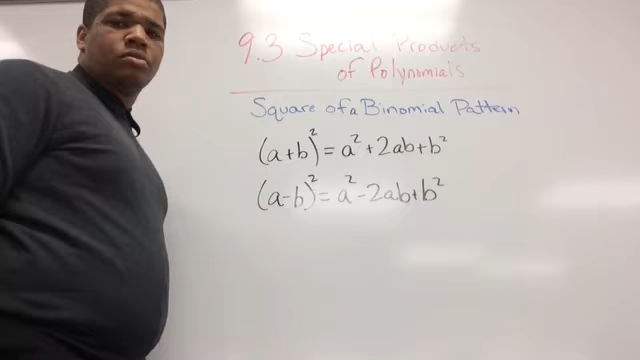 9.3 Special Products
of Polynomials
Square of a Binomial Pattern
(a+b)² = a² + 2ab + b²
(a-b)² = a² - 2ab + b²